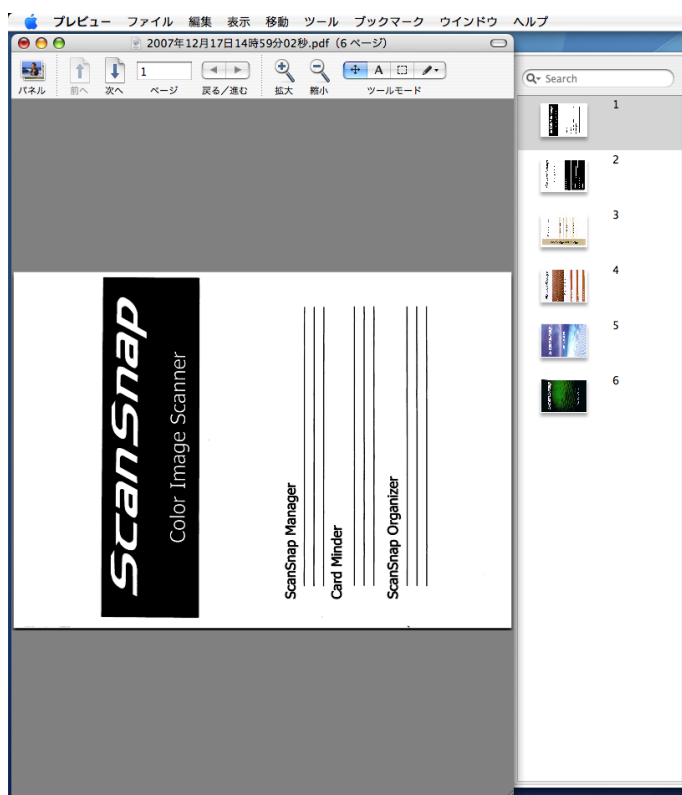 プレビュー ファイル 編集 表示 移動 ツール ブックマーク ウインドウ ヘルプ
2007年12月17日14時59分02秒.pdf (6 ページ)
1
パネル 前へ 次へ ページ 戻る/進む 拡大 縮小 ツールモード
A
Search
1
2
3
4
5
6
ScanSnap
Color Image Scanner
ScanSnap Manager
Card Minder
ScanSnap Organizer